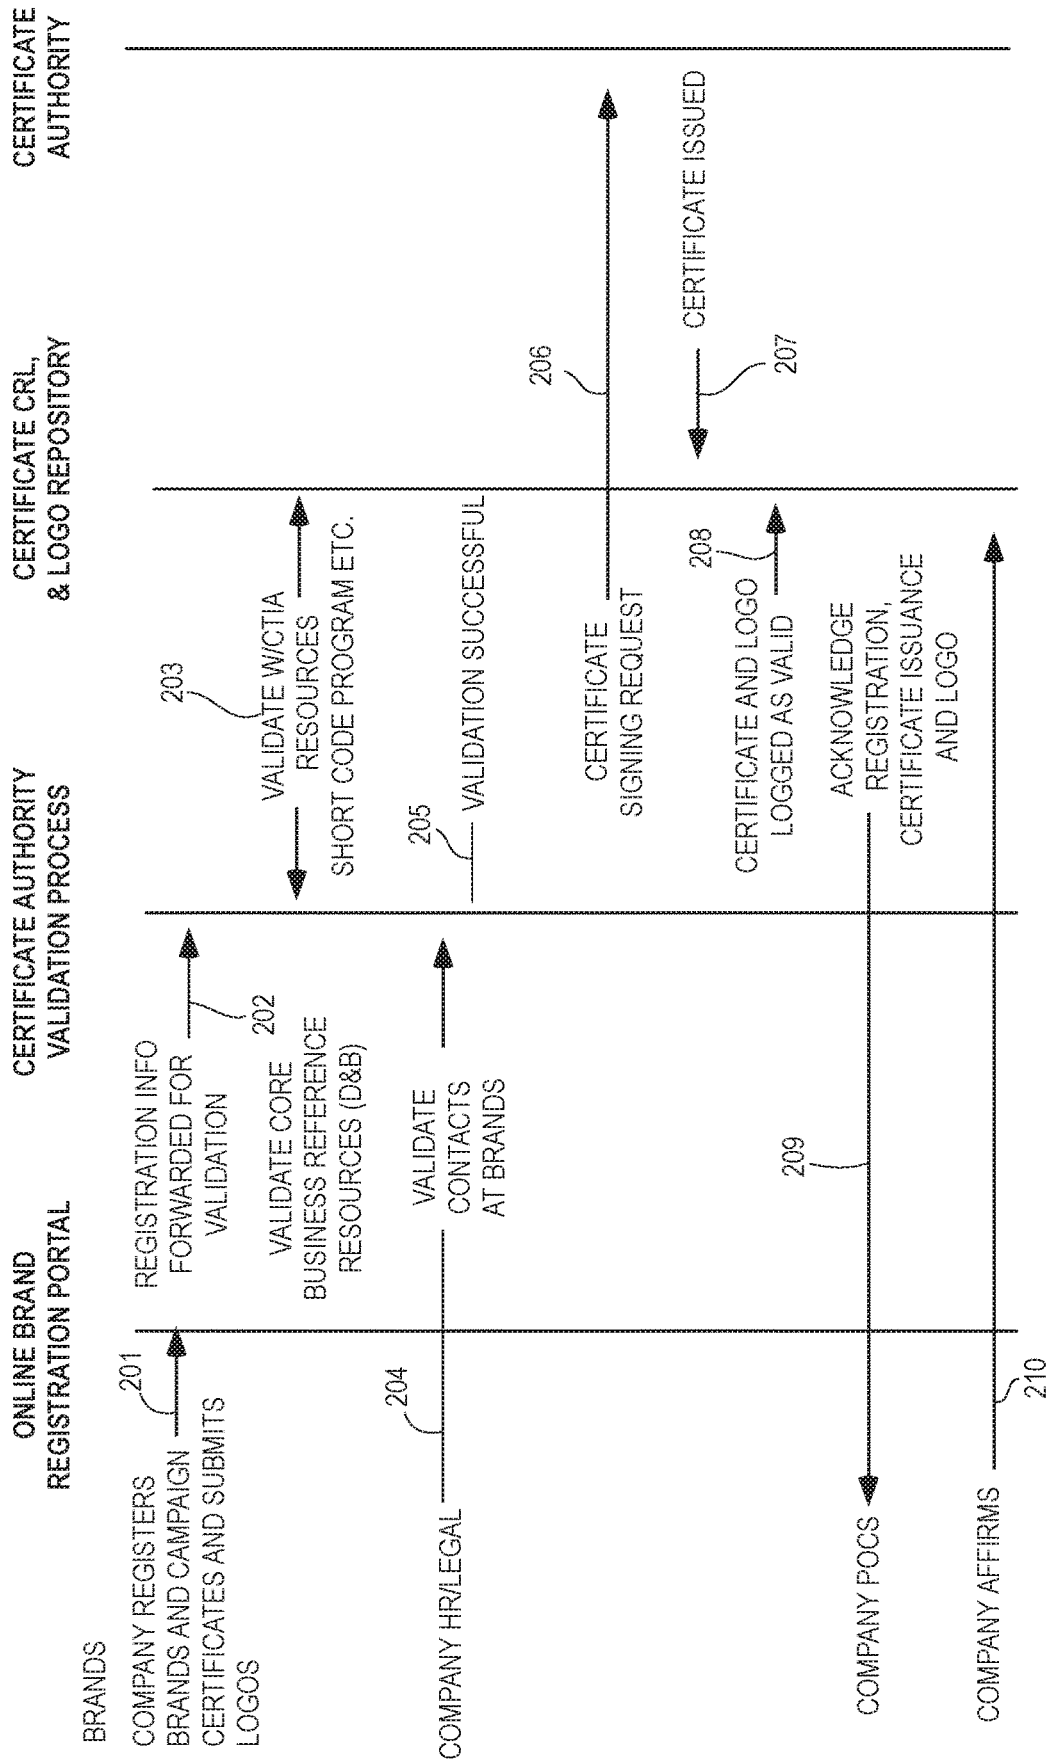 BRANDS
ONLINE BRAND
REGISTRATION PORTAL
CERTIFICATE AUTHORITY
VALIDATION PROCESS
CERTIFICATE CRL,
& LOGO REPOSITORY
CERTIFICATE
AUTHORITY
COMPANY REGISTERS
BRANDS AND CAMPAIGN
CERTIFICATES AND SUBMITS
LOGOS
201
REGISTRATION INFO
FORWARDED FOR
VALIDATION
202
VALIDATE CORE
BUSINESS REFERENCE
RESOURCES (D&B)
203
VALIDATE W/CTIA
RESOURCES
SHORT CODE PROGRAM ETC.
COMPANY HR/LEGAL
204
VALIDATE
CONTACTS
AT BRANDS
205
VALIDATION SUCCESSFUL
CERTIFICATE
SIGNING REQUEST
206
CERTIFICATE ISSUED
207
CERTIFICATE AND LOGO
LOGGED AS VALID
208
COMPANY POCS
209
ACKNOWLEDGE
REGISTRATION,
CERTIFICATE ISSUANCE
AND LOGO
COMPANY AFFIRMS
210